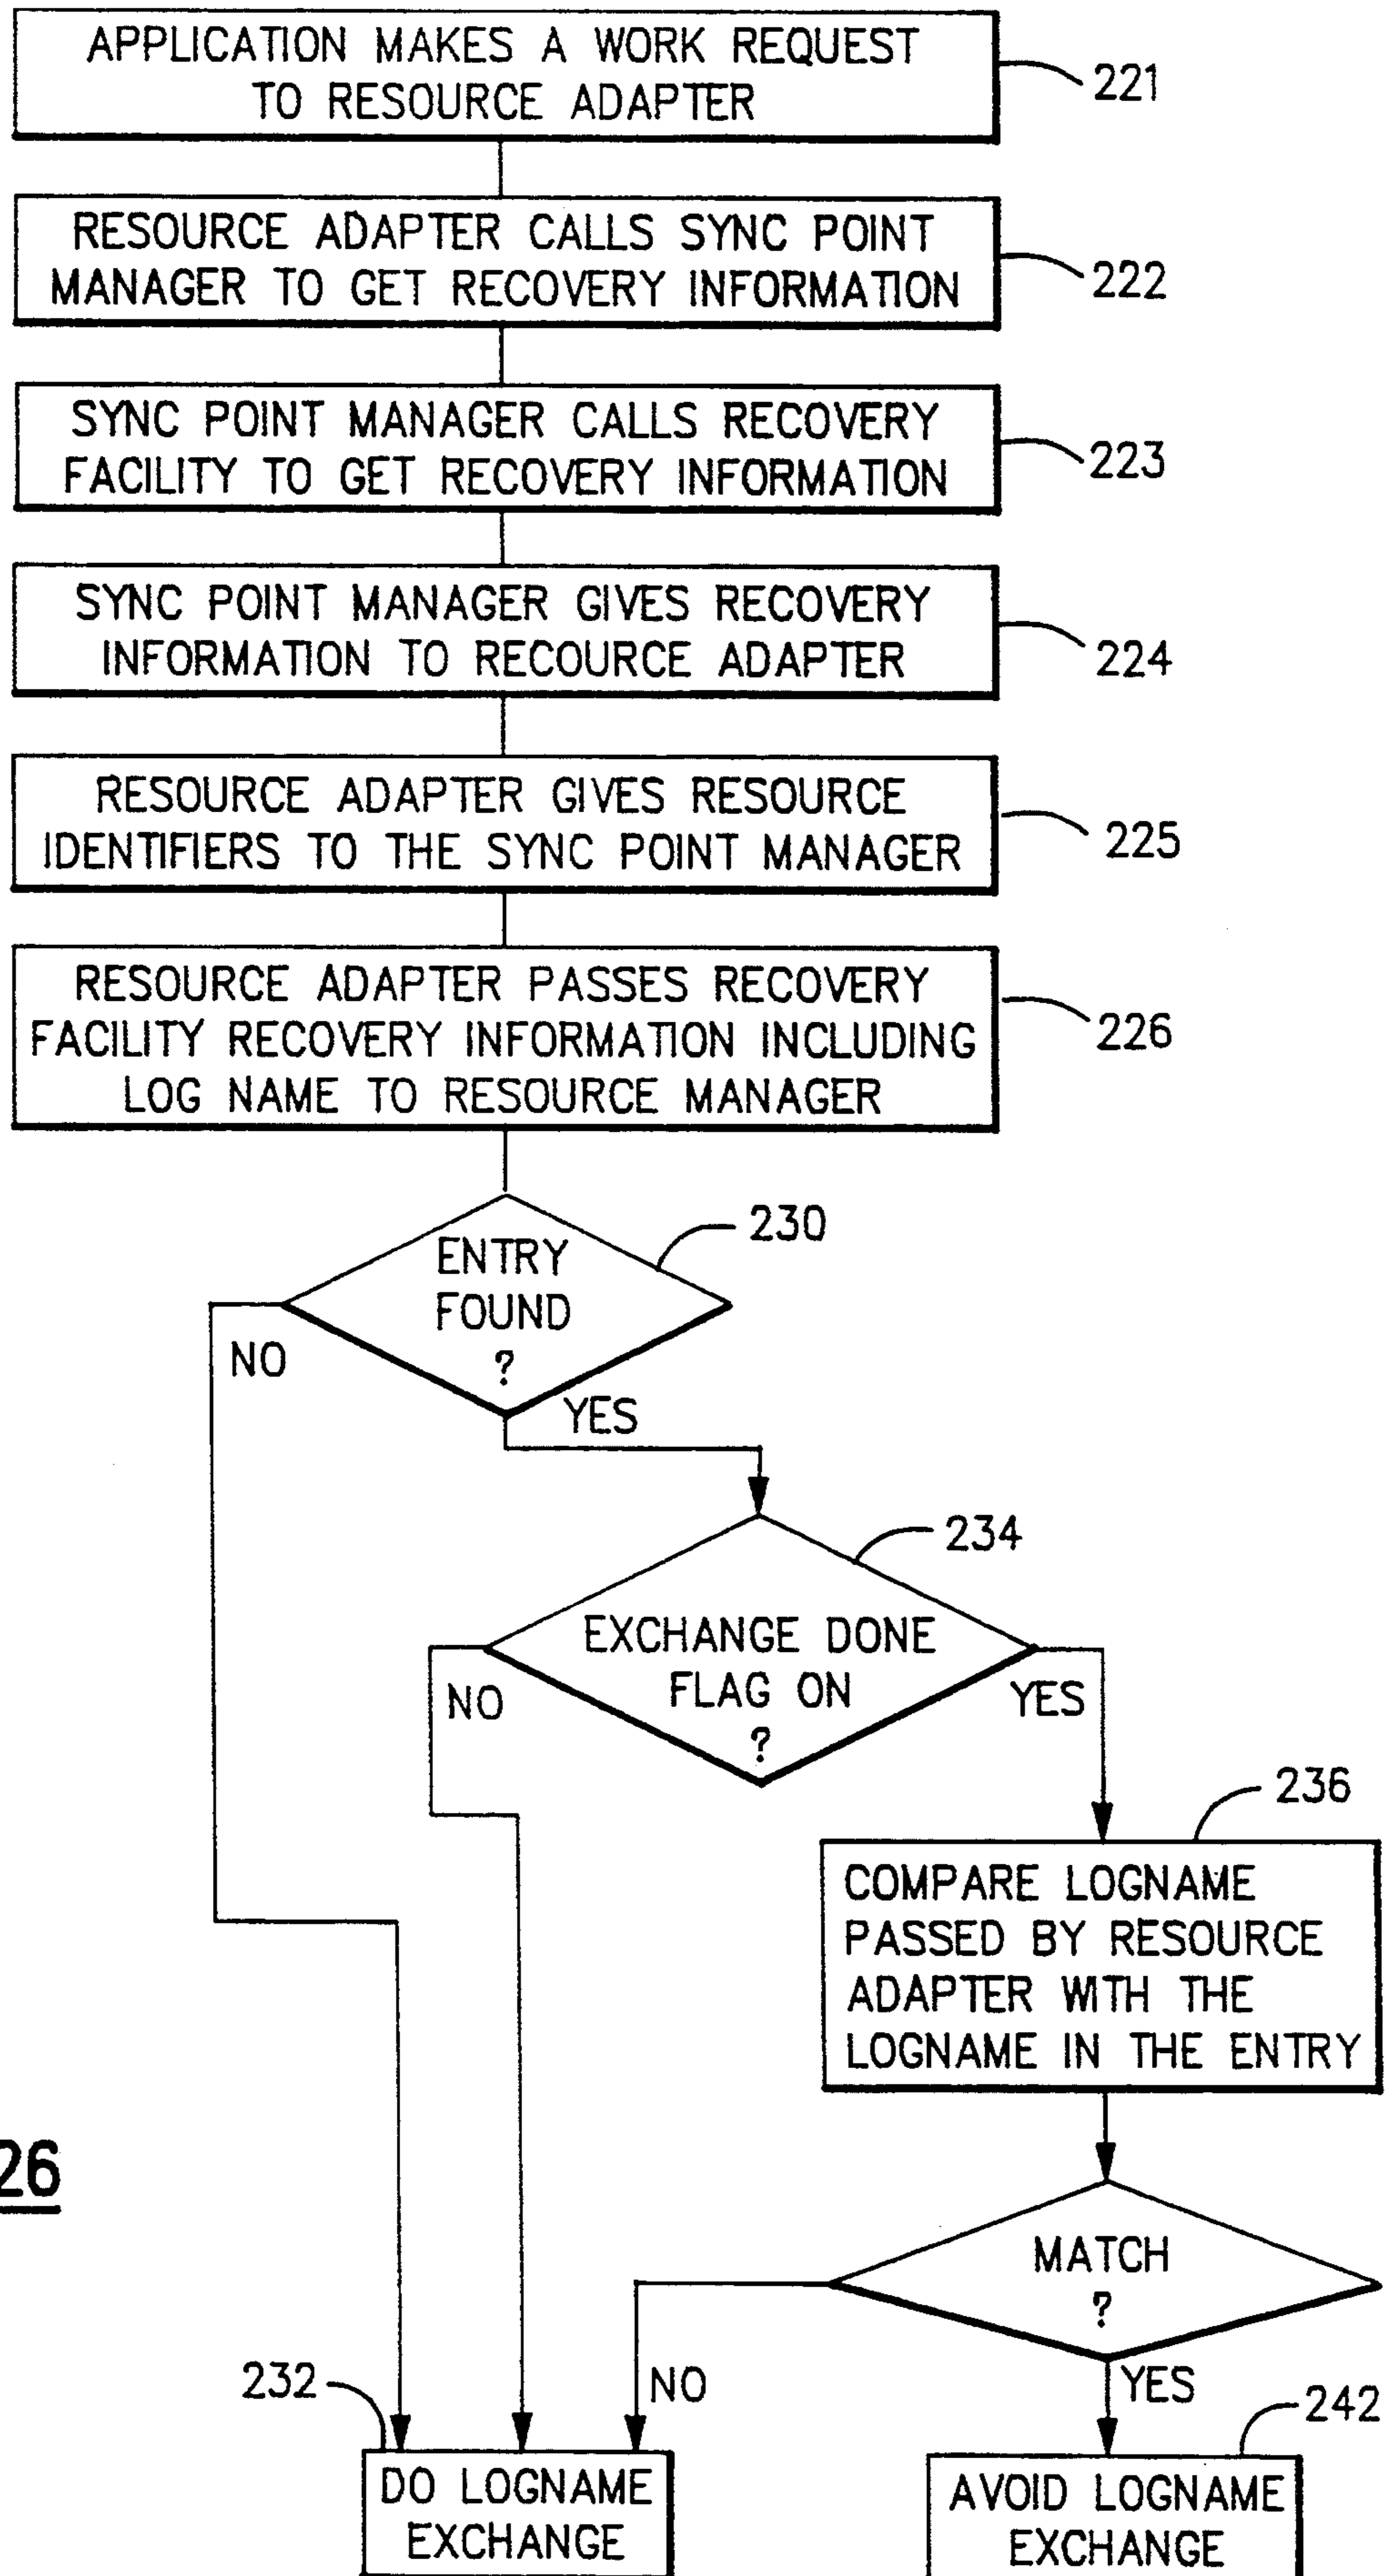 APPLICATION MAKES A WORK REQUEST
TO RESOURCE ADAPTER
221
RESOURCE ADAPTER CALLS SYNC POINT
MANAGER TO GET RECOVERY INFORMATION
222
SYNC POINT MANAGER CALLS RECOVERY
FACILITY TO GET RECOVERY INFORMATION
223
SYNC POINT MANAGER GIVES RECOVERY
INFORMATION TO RECOURCE ADAPTER
224
RESOURCE ADAPTER GIVES RESOURCE
IDENTIFIERS TO THE SYNC POINT MANAGER
225
RESOURCE ADAPTER PASSES RECOVERY
FACILITY RECOVERY INFORMATION INCLUDING
LOG NAME TO RESOURCE MANAGER
226
230
ENTRY
FOUND
?
NO
YES
234
EXCHANGE DONE
FLAG ON
?
NO
YES
236
COMPARE LOGNAME
PASSED BY RESOURCE
ADAPTER WITH THE
LOGNAME IN THE ENTRY
26
MATCH
?
NO
YES
232
242
DO LOGNAME
EXCHANGE
AVOID LOGNAME
EXCHANGE